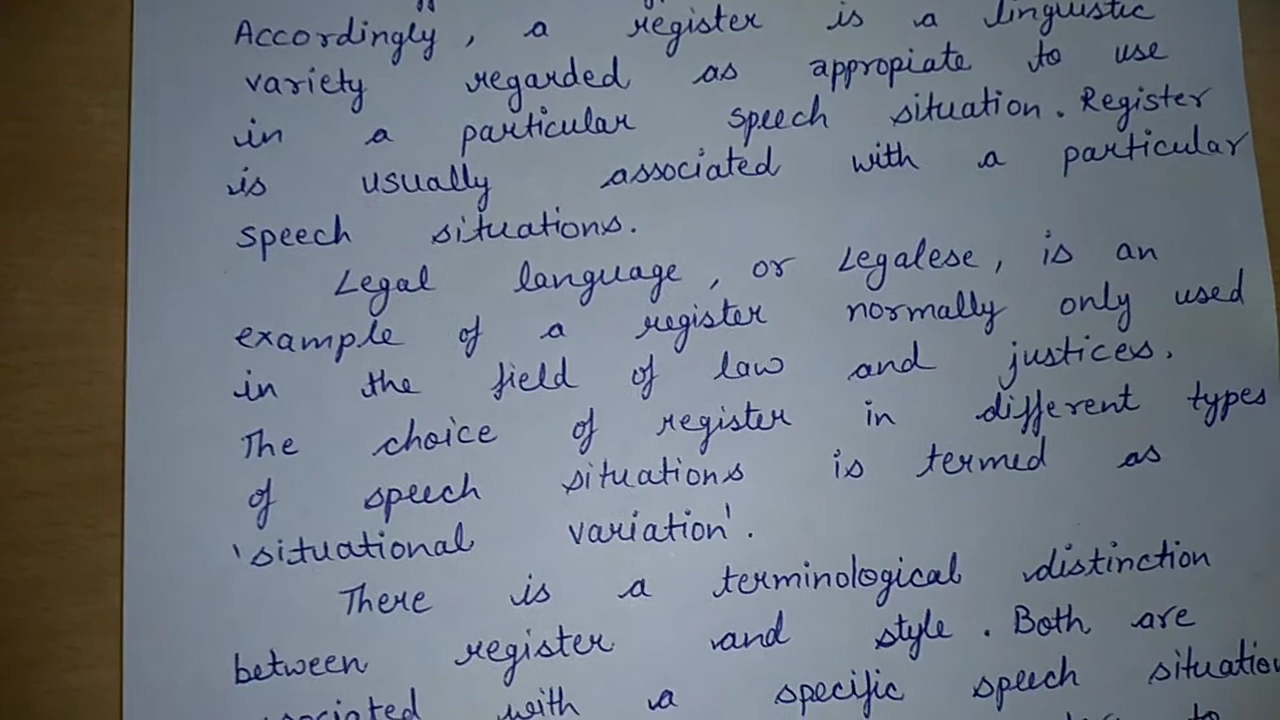 Accordingly, a register is a linguistic
variety regarded as appropiate to use
in a particular speech situation. Register
is usually associated with a particular
speech situations.
Legal language, or Legalese, is an
example of a register normally only used
in the field of law and justices.
The choice of register in different types
of speech situations is termed as
'situational variation'.
There is a terminological distinction
between register and style. Both are
with a specific speech situation
to